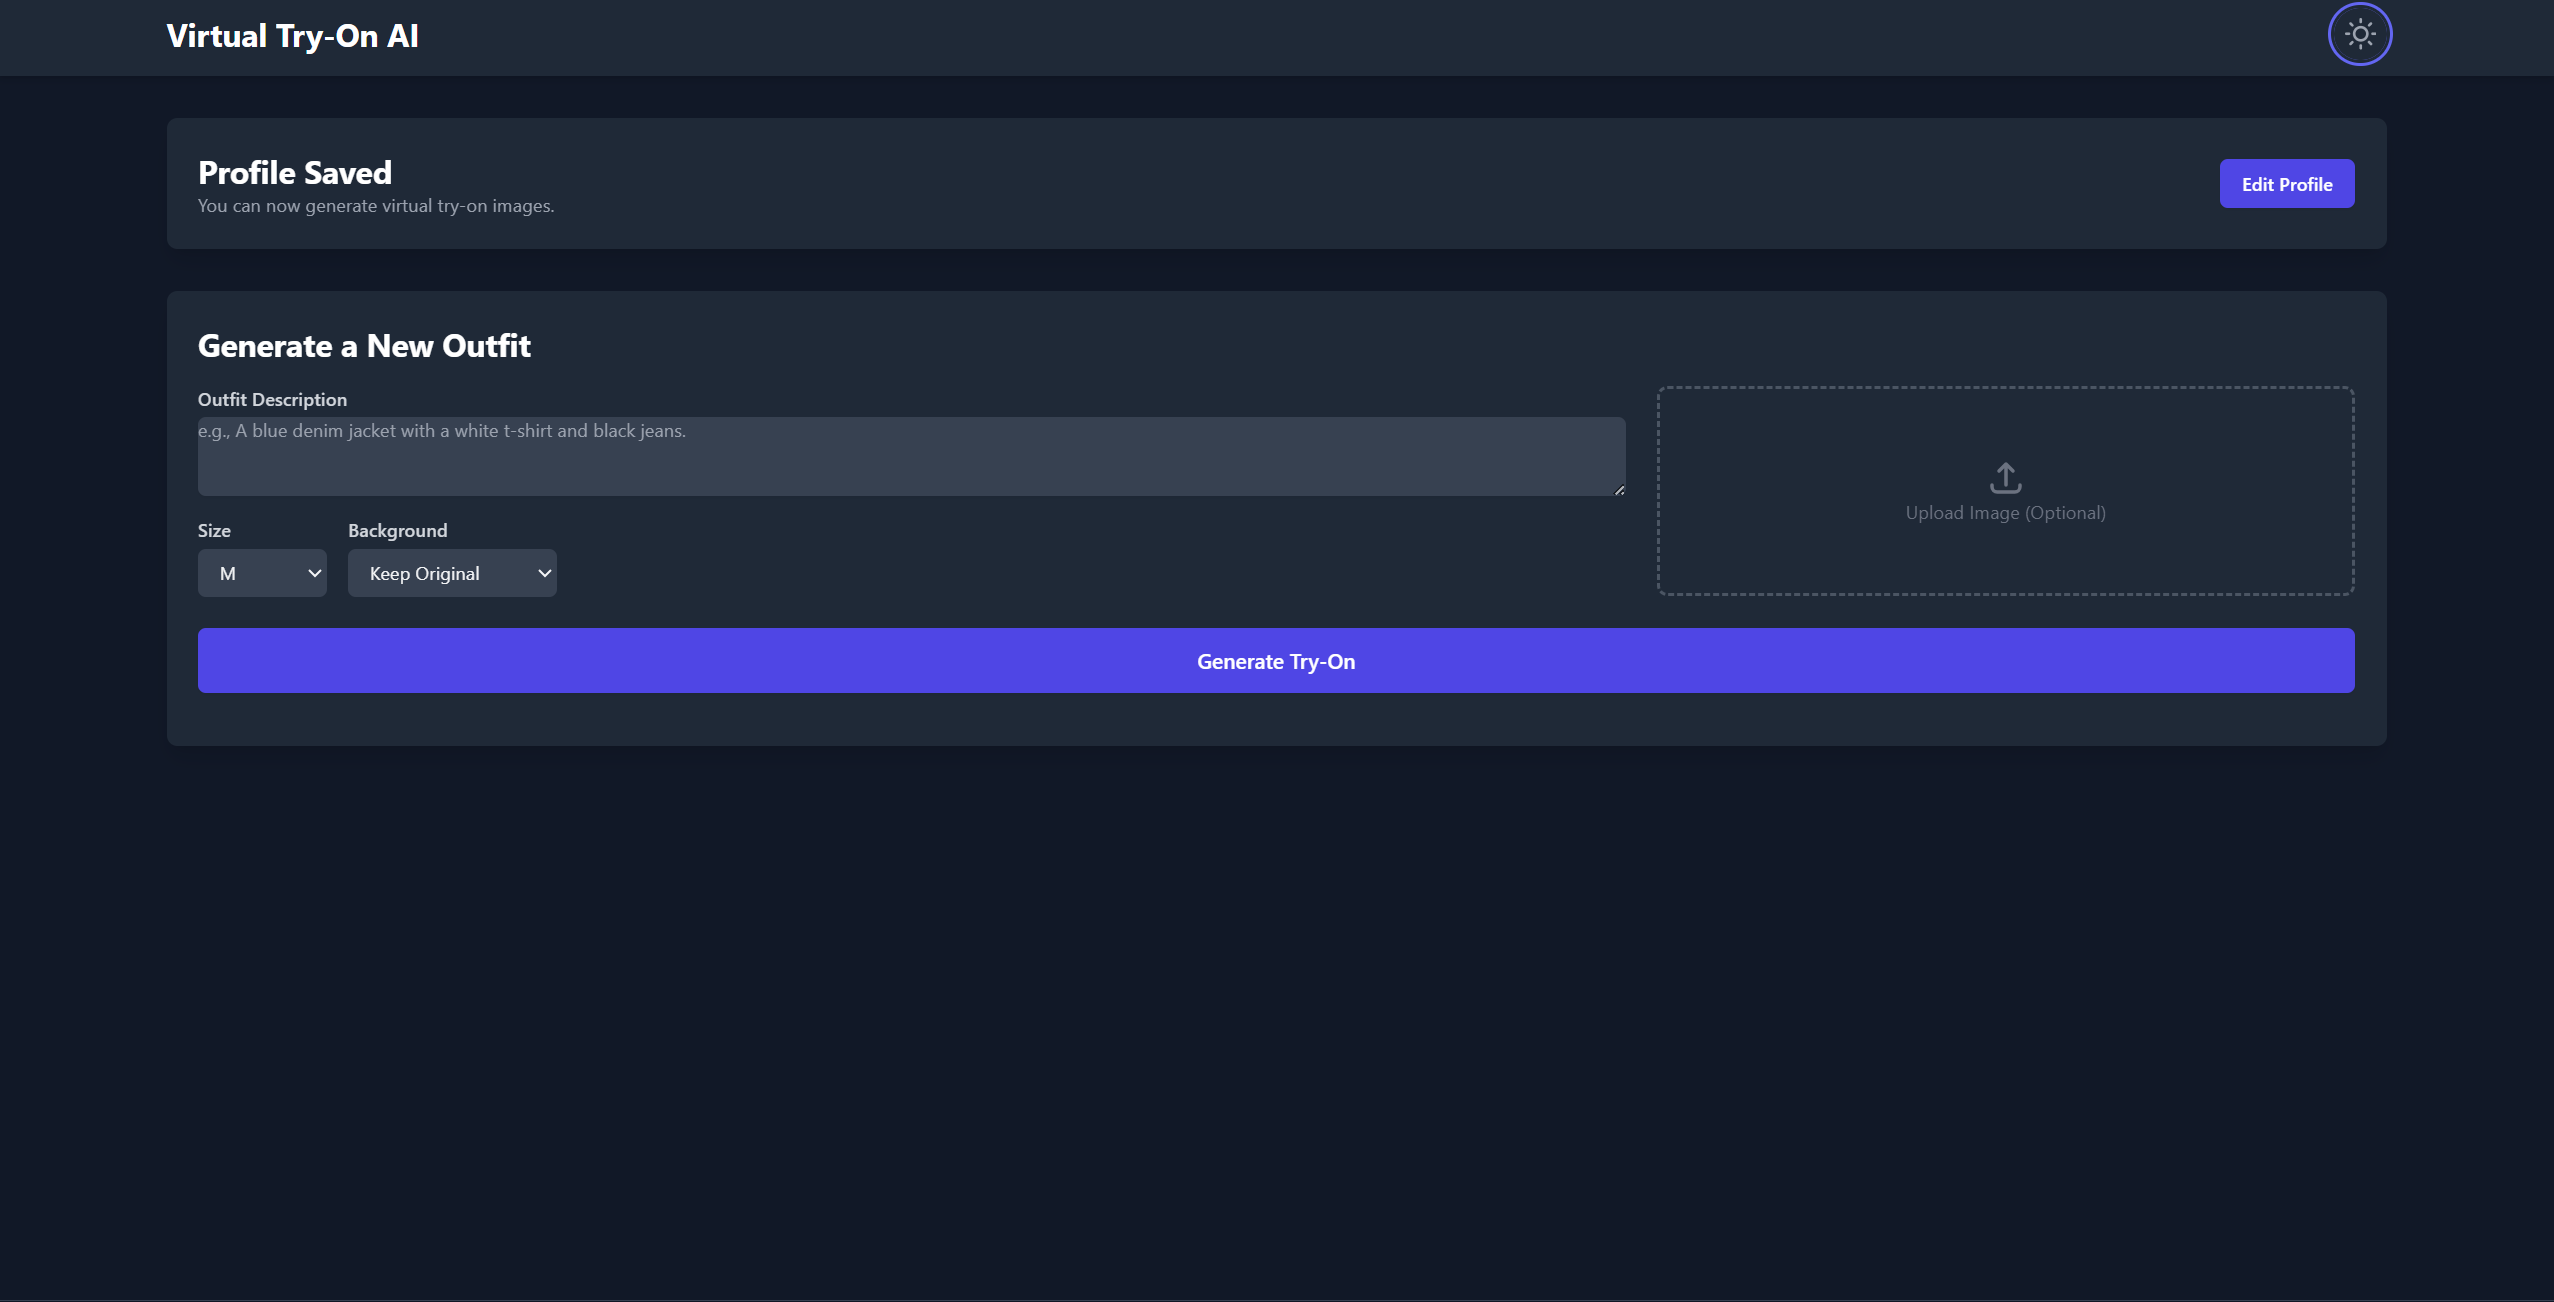 Virtual Try-On AI
Profile Saved
You can now generate virtual try-on images.
Edit Profile
Generate a New Outfit
Outfit Description
e.g., A blue denim jacket with a white t-shirt and black jeans.
Upload Image (Optional)
Size
Background
M
Keep Original
Generate Try-On